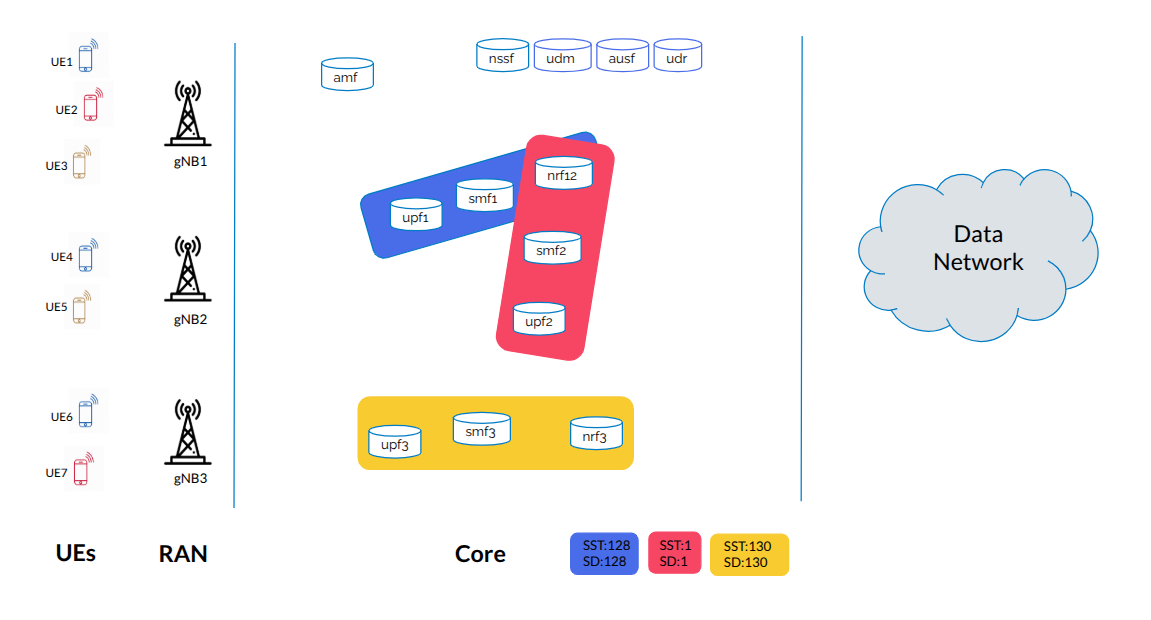 UE1
UE2
UE3
gNB1
UE4
UE5
gNB2
UE6
UE7
gNB3
amf
nssf
udm
ausf
udr
nrf12
smf1
upf1
smf2
upf2
upf3
smf3
nrf3
Data
Network
UEs
RAN
Core
SST:128
SD:128
SST:1
SD:1
SST:130
SD:130